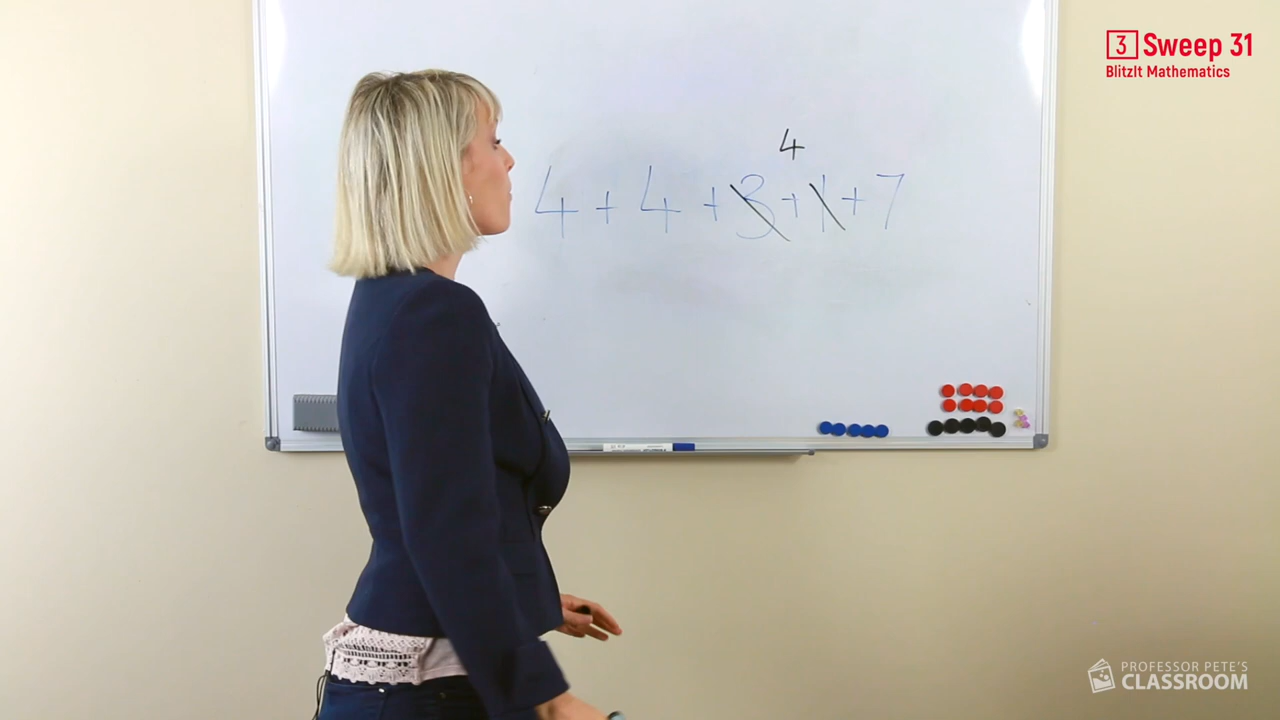 3 Sweep 31
BlitzIt Mathematics
4
4 + 4 + 3 + 1 + 7
PROFESSOR PETE'S
CLASSROOM